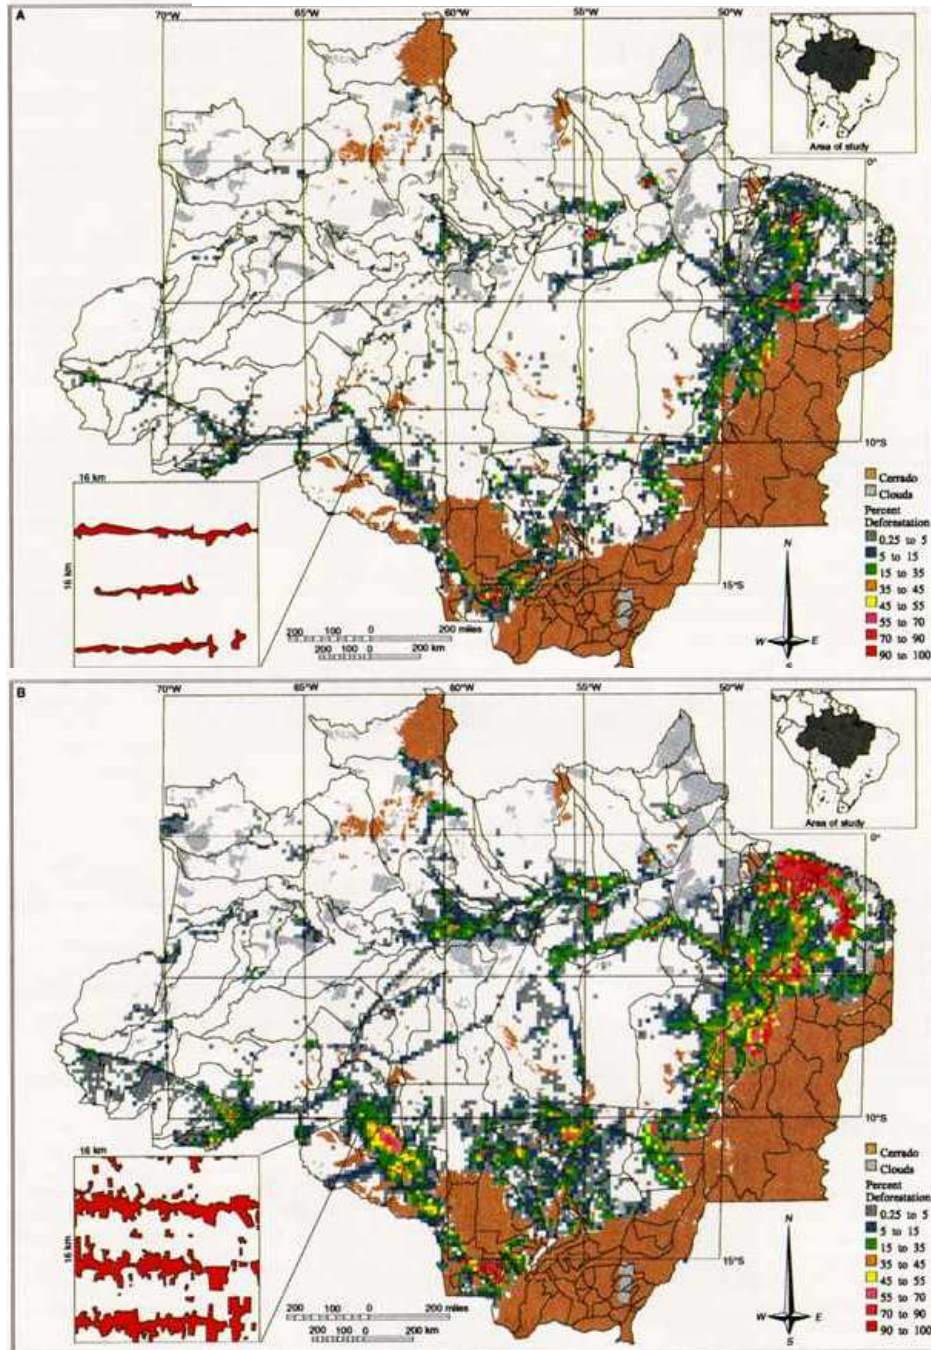 A
70°W
65°W
60°W
55°W
50°W
Area of study
0°
10°S
15°S
16 km
16 km
Cerrado
Clouds
Percent
Deforestation
0.25 to 5
5 to 15
15 to 35
35 to 45
45 to 55
55 to 70
70 to 90
90 to 100
N
W
E
S
200 100 0 200 miles
200 100 0 200 km
B
70°W
65°W
60°W
55°W
50°W
Area of study
0°
10°S
15°S
16 km
16 km
Cerrado
Clouds
Percent
Deforestation
0.25 to 5
5 to 15
15 to 35
35 to 45
45 to 55
55 to 70
70 to 90
90 to 100
N
W
E
S
200 100 0 200 miles
200 100 0 200 km